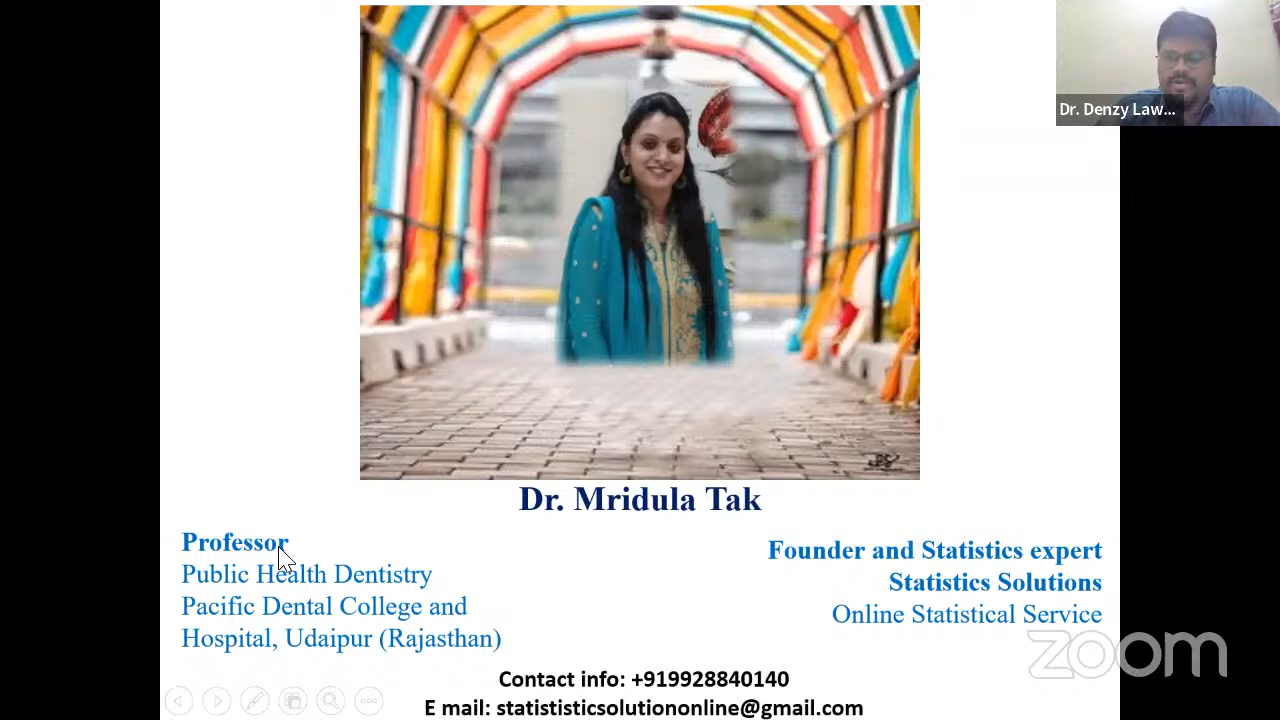 Dr. Denzy Law...
Dr. Mridula Tak
Professor
Public Health Dentistry
Pacific Dental College and
Hospital, Udaipur (Rajasthan)
Founder and Statistics expert
Statistics Solutions
Online Statistical Service
zoom
Contact info: +919928840140
E mail: statististicsolutiononline@gmail.com